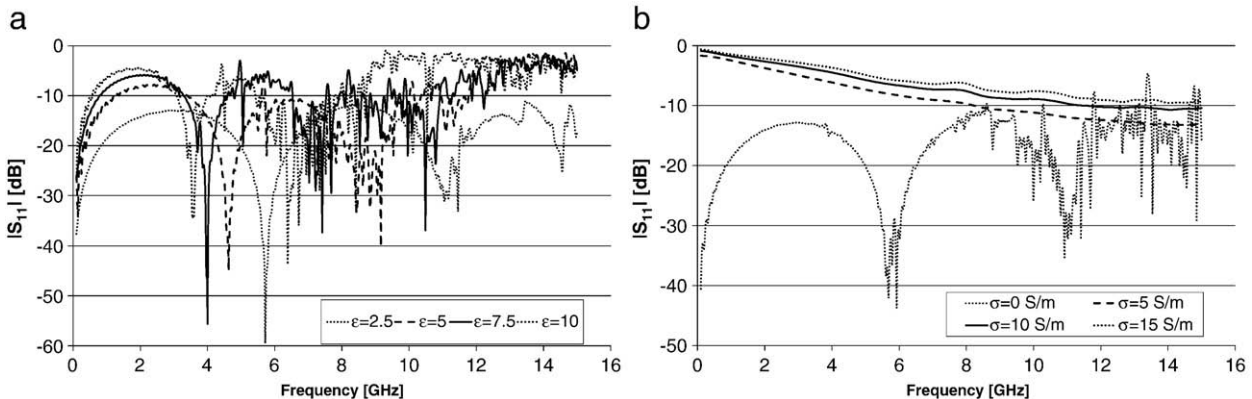 a
|S11| [dB]
0
-10
-20
-30
-40
-50
-60
0 2 4 6 8 10 12 14 16
Frequency [GHz]
ε=2.5 ε=5 ε=7.5 ε=10
b
|S11| [dB]
0
-10
-20
-30
-40
-50
0 2 4 6 8 10 12 14 16
Frequency [GHz]
σ=0 S/m σ=5 S/m
σ=10 S/m σ=15 S/m